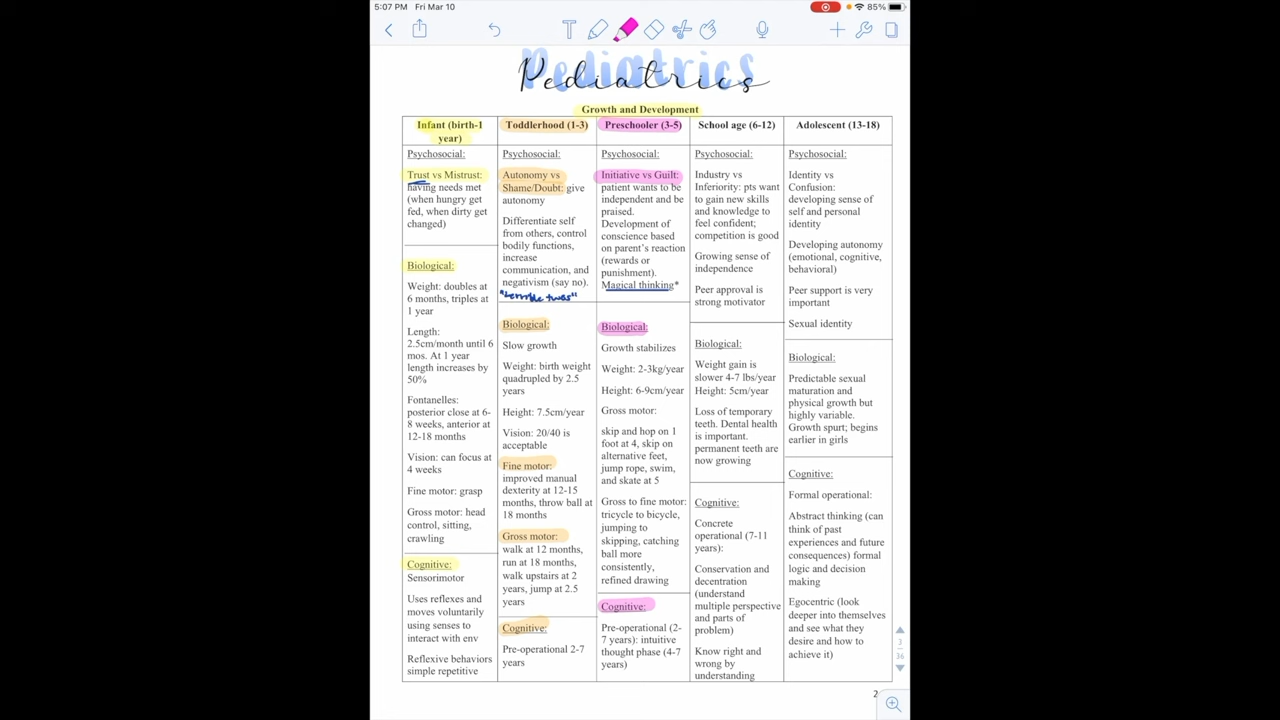 5:07 PM Fri Mar 10
85%
T
Pediatrics
Pediatrics
Growth and Development
Infant (birth-1
year)
Psychosocial:
Trust vs Mistrust:
having needs met
(when hungry get
fed, when dirty get
changed)
Biological:
Weight: doubles at
6 months, triples at
1 year
Length:
2.5cm/month until 6
mos. At 1 year
length increases by
50%
Fontanelles:
posterior close at 6-
8 weeks, anterior at
12-18 months
Vision: can focus at
4 weeks
Fine motor: grasp
Gross motor: head
control, sitting,
crawling
Cognitive:
Sensorimotor
Uses reflexes and
moves voluntarily
using senses to
interact with env
Reflexive behaviors
simple repetitive
Toddlerhood (1-3)
Psychosocial:
Autonomy vs
Shame/Doubt: give
autonomy
Differentiate self
from others, control
bodily functions,
increase
communication, and
negativism (say no).
"terrible twos"
Biological:
Slow growth
Weight: birth weight
quadrupled by 2.5
years
Height: 7.5cm/year
Vision: 20/40 is
acceptable
Fine motor:
improved manual
dexterity at 12-15
months, throw ball at
18 months
Gross motor:
walk at 12 months,
run at 18 months,
walk upstairs at 2
years, jump at 2.5
years
Cognitive:
Pre-operational 2-7
years
Preschooler (3-5)
Psychosocial:
Initiative vs Guilt:
patient wants to be
independent and be
praised.
Development of
conscience based
on parent's reaction
(rewards or
punishment).
Magical thinking*
Biological:
Growth stabilizes
Weight: 2-3kg/year
Height: 6-9cm/year
Gross motor:
skip and hop on 1
foot at 4, skip on
alternative feet,
jump rope, swim,
and skate at 5
Gross to fine motor:
tricycle to bicycle,
jumping to
skipping, catching
ball more
consistently,
refined drawing
Cognitive:
Pre-operational (2-
7 years): intuitive
thought phase (4-7
years)
School age (6-12)
Psychosocial:
Industry vs
Inferiority: pts want
to gain new skills
and knowledge to
feel confident;
competition is good
Growing sense of
independence
Peer approval is
strong motivator
Biological:
Weight gain is
slower 4-7 lbs/year
Height: 5cm/year
Loss of temporary
teeth. Dental health
is important.
permanent teeth are
now growing
Cognitive:
Concrete
operational (7-11
years):
Conservation and
decentration
(understand
multiple perspective
and parts of
problem)
Know right and
wrong by
understanding
Adolescent (13-18)
Psychosocial:
Identity vs
Confusion:
developing sense of
self and personal
identity
Developing autonomy
(emotional, cognitive,
behavioral)
Peer support is very
important
Sexual identity
Biological:
Predictable sexual
maturation and
physical growth but
highly variable.
Growth spurt; begins
earlier in girls
Cognitive:
Formal operational:
Abstract thinking (can
think of past
experiences and future
consequences) formal
logic and decision
making
Egocentric (look
deeper into themselves
and see what they
desire and how to
achieve it)
3
36
2